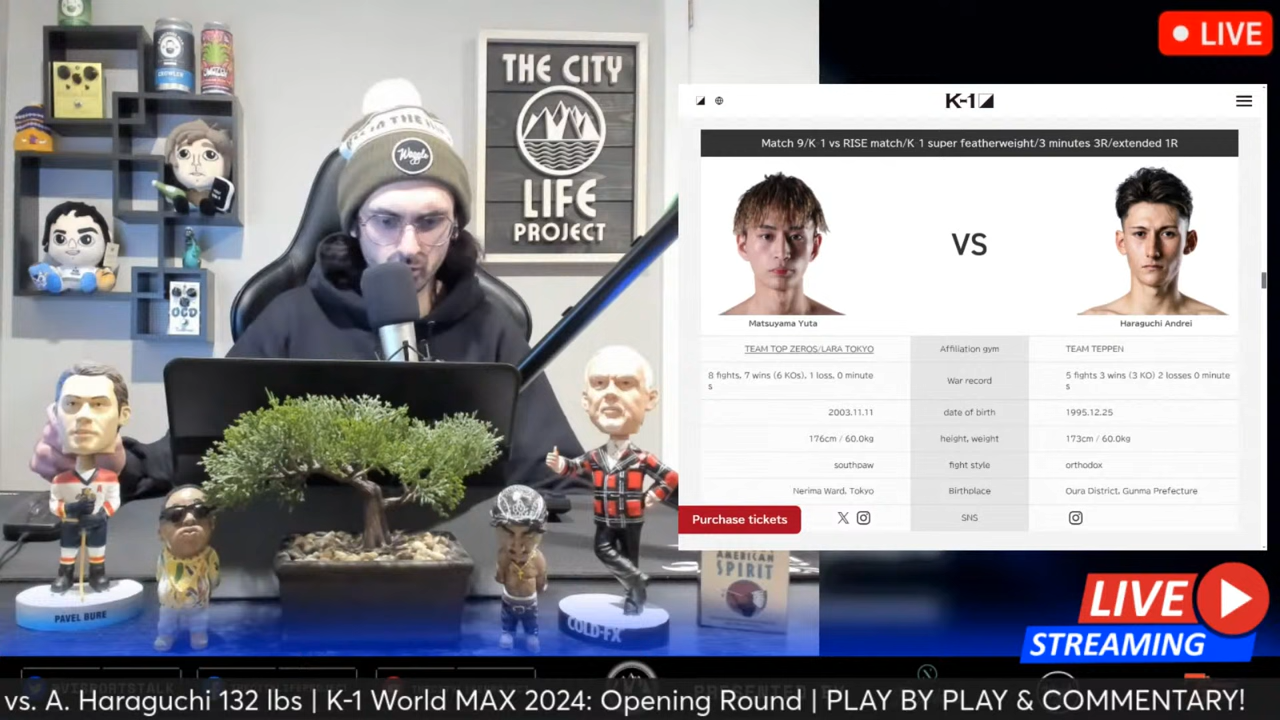 LIVE
K-1
Match 9/K 1 vs RISE match/K 1 super featherweight/3 minutes 3R/extended 1R
VS
Matsuyama Yuta
Haraguchi Andrei
TEAM TOP ZEROS/LARA TOKYO
Affiliation gym
TEAM TEPPEN
8 fights, 7 wins (6 KOs), 1 loss, 0 minute
s
War record
5 fights 3 wins (3 KO) 2 losses 0 minute
s
2003.11.11
date of birth
1995.12.25
176cm / 60.0kg
height, weight
173cm / 60.0kg
southpaw
fight style
orthodox
Nerima Ward, Tokyo
Birthplace
Oura District, Gunma Prefecture
SNS
Purchase tickets
THE CITY
LIFE
PROJECT
Waggle
OCD
PAVEL BURE
COLD-FX
AMERICAN
SPIRIT
LIVE
STREAMING
vs. A. Haraguchi 132 lbs | K-1 World MAX 2024: Opening Round | PLAY BY PLAY & COMMENTARY!